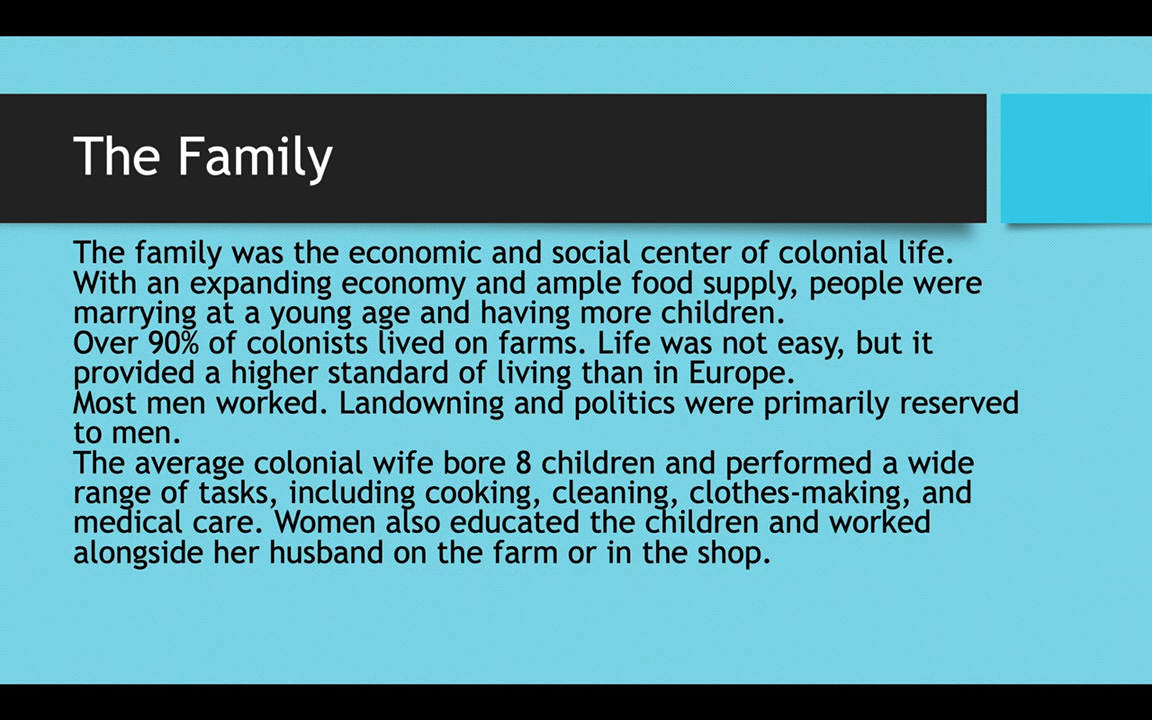 The Family
The family was the economic and social center of colonial life.
With an expanding economy and ample food supply, people were
marrying at a young age and having more children.
Over 90% of colonists lived on farms. Life was not easy, but it
provided a higher standard of living than in Europe.
Most men worked. Landowning and politics were primarily reserved
to men.
The average colonial wife bore 8 children and performed a wide
range of tasks, including cooking, cleaning, clothes-making, and
medical care. Women also educated the children and worked
alongside her husband on the farm or in the shop.